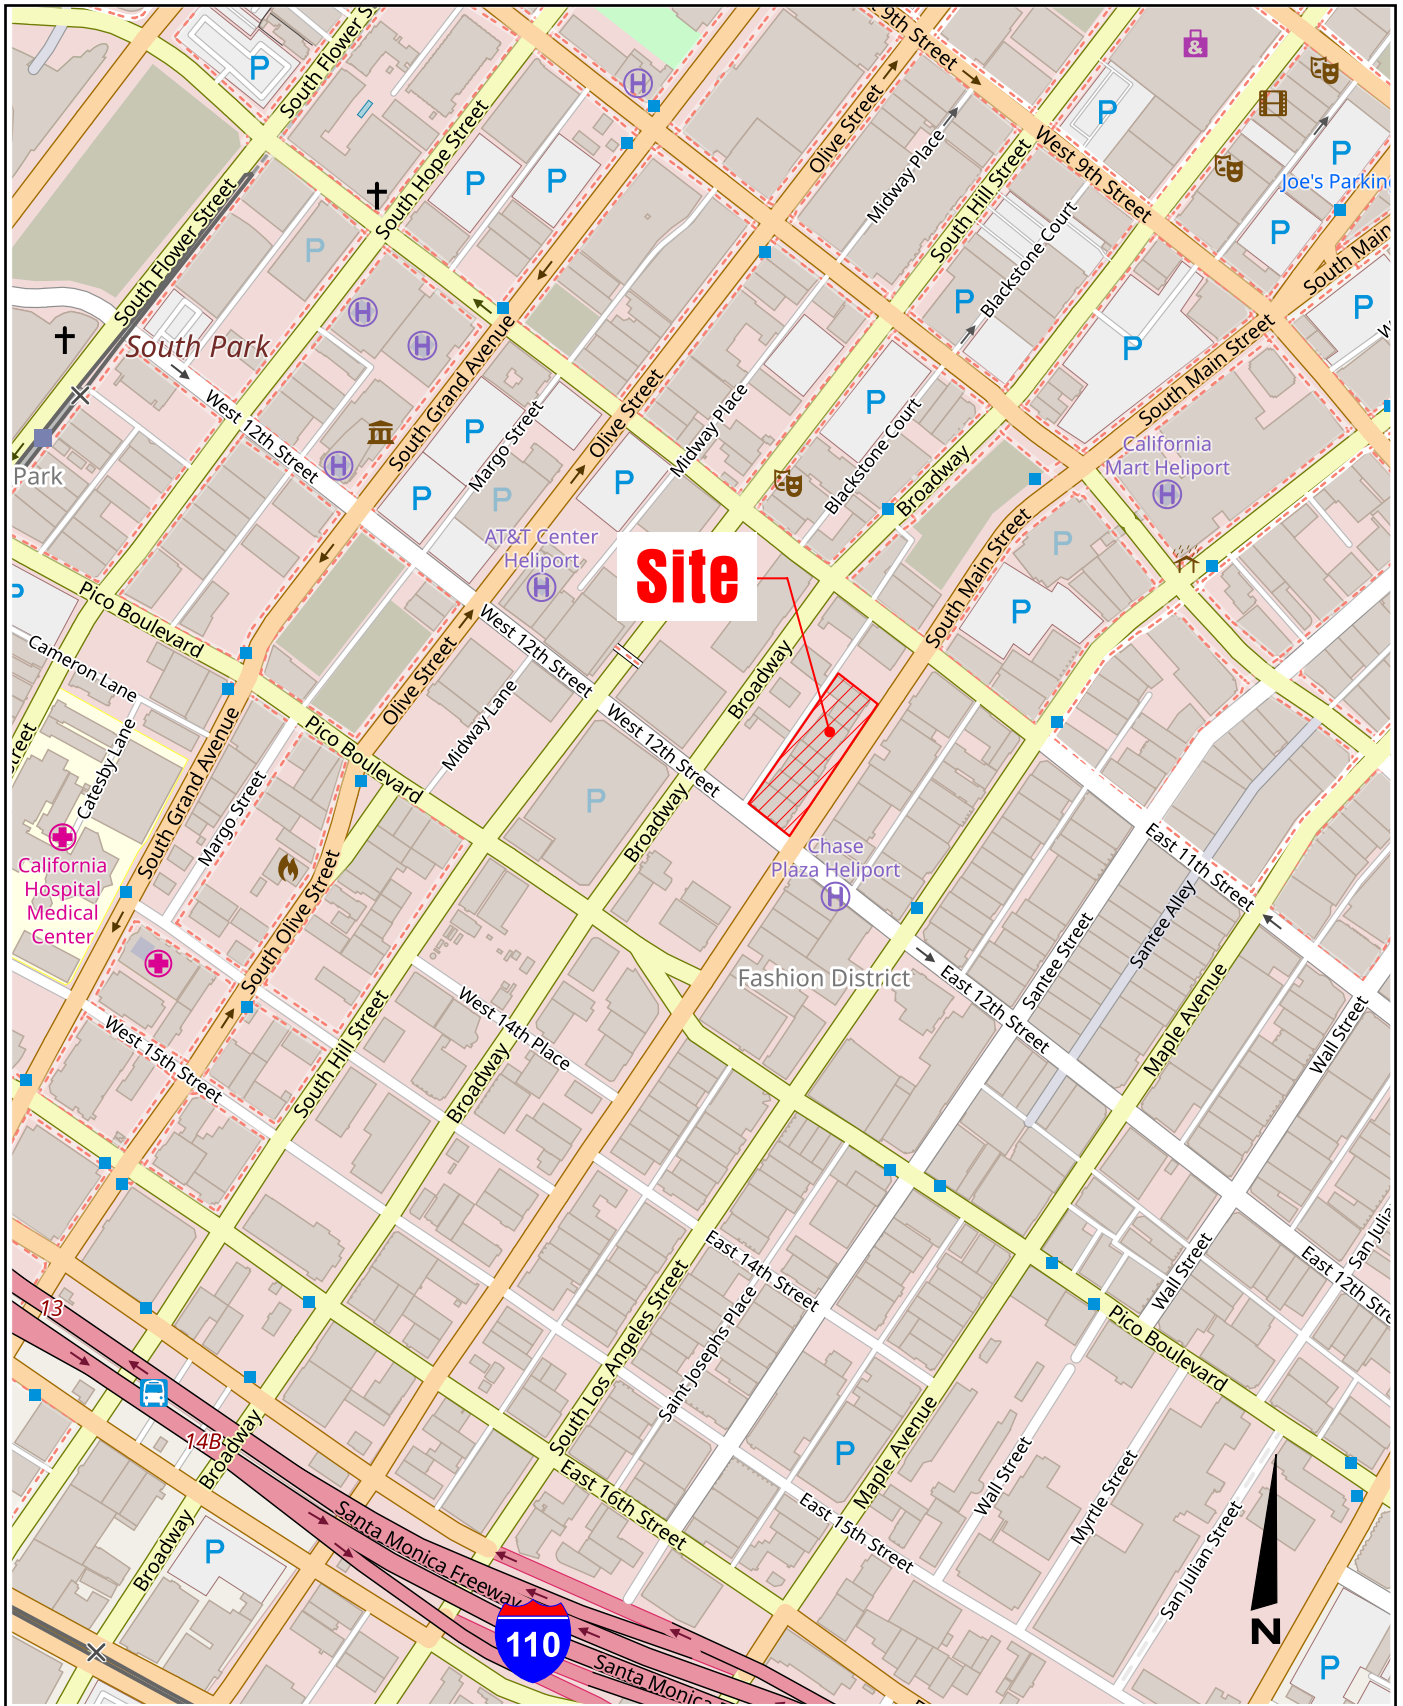 9th Street
South Flower S
P
P
Olive Street
West 9th Street
P
Joe's Parkin
South Hope Street
P
P
Midway Place
South Hill Street
Blackstone Court
P
South Main
P
P
South Flower Street
P
H
H
H
South Park
South Grand Avenue
P
South Main Street
West 12th Street
P
Margo Street
Olive Street
Midway Place
P
Blackstone Court
Broadway
California
Mart Heliport
H
H
Park
P
P
P
AT&T Center
Heliport
H
Site
P
South Main Street
P
P
Pico Boulevard
Cameron Lane
Catesby Lane
Street
Olive Street
West 12th Street
Broadway
Midway Lane
West 12th Street
South Grand Avenue
Pico Boulevard
Margo Street
P
Broadway
California
Hospital
Medical
Center
Chase
Plaza Heliport
H
East 11th Street
Santee Alley
Santee Street
South Olive Street
Fashion District
East 12th Street
Maple Avenue
Wall Street
West 15th Street
South Hill Street
West 14th Place
Broadway
East 14th Street
Saint Josephs Place
South Los Angeles Street
Wall Street
San Julia
East 12th Stre
Pico Boulevard
13
14B
Broadway
Broadway
P
Santa Monica Freeway
East 16th Street
P
Maple Avenue
East 15th Street
Wall Street
Myrtle Street
San Julian Street
110
Santa Monica
N
P